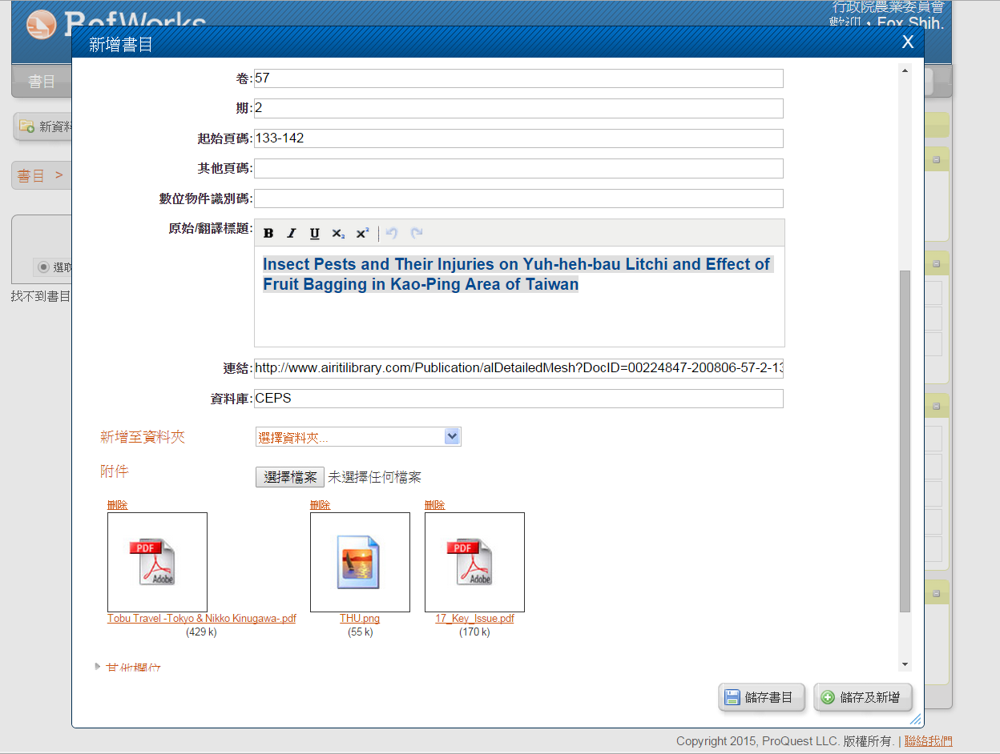 RefWorks
行政院農業委員會
歡迎，Fox Shih.
新增書目
X
書目
新資料
書目 >
選取
找不到書目
卷:57
期:2
起始頁碼:133-142
其他頁碼:
數位物件識別碼:
原始/翻譯標題:
B I U X₂ X²
Insect Pests and Their Injuries on Yuh-heh-bau Litchi and Effect of
Fruit Bagging in Kao-Ping Area of Taiwan
連結:http://www.airitilibrary.com/Publication/alDetailedMesh?DocID=00224847-200806-57-2-13
資料庫:CEPS
新增至資料夾 選擇資料夾...
附件 選擇檔案 未選擇任何檔案
刪除 刪除 刪除
PDF Adobe PDF Adobe
Tobu Travel -Tokyo & Nikko Kinugawa-.pdf THU.png 17_Key_Issue.pdf
(429 k) (55 k) (170 k)
其他欄位
儲存書目 儲存及新增
Copyright 2015, ProQuest LLC. 版權所有. | 聯絡我們